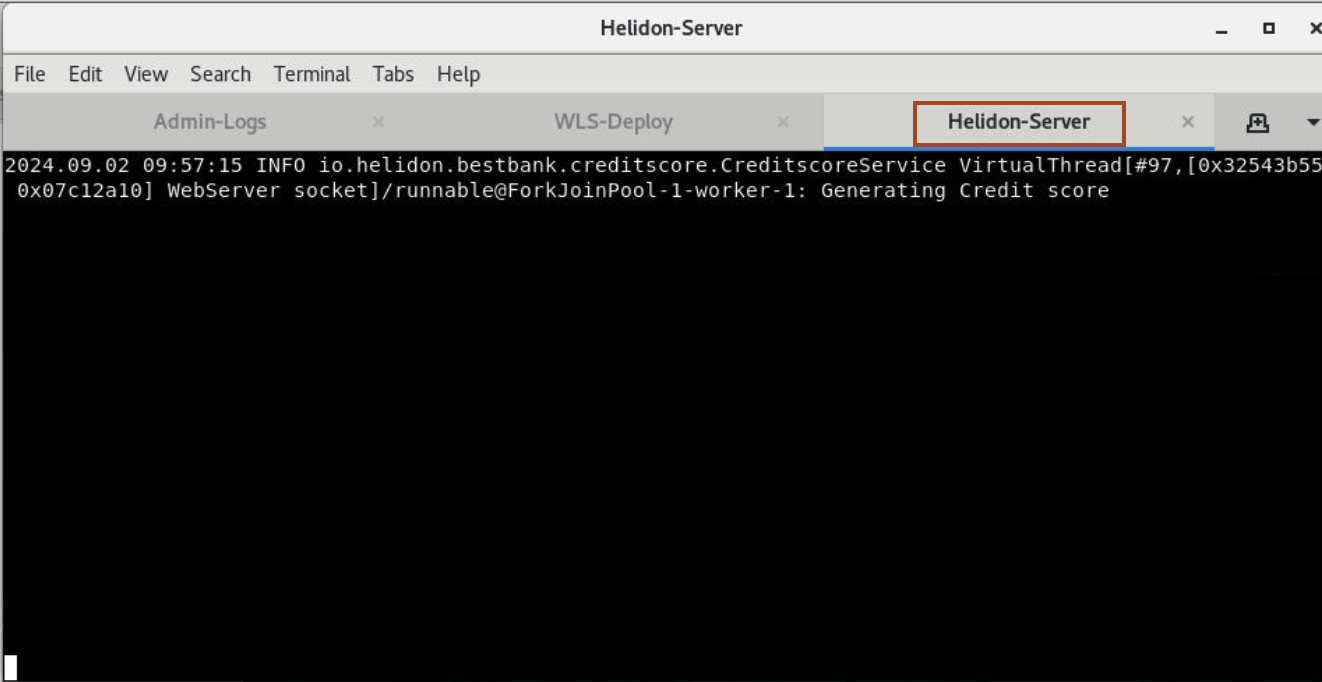 Helidon-Server
File Edit View Search Terminal Tabs Help
Admin-Logs WLS-Deploy Helidon-Server
2024.09.02 09:57:15 INFO io.helidon.bestbank.creditscore.CreditscoreService VirtualThread[#97,[0x32543b55
0x07c12a10] WebServer socket]/runnable@ForkJoinPool-1-worker-1: Generating Credit score